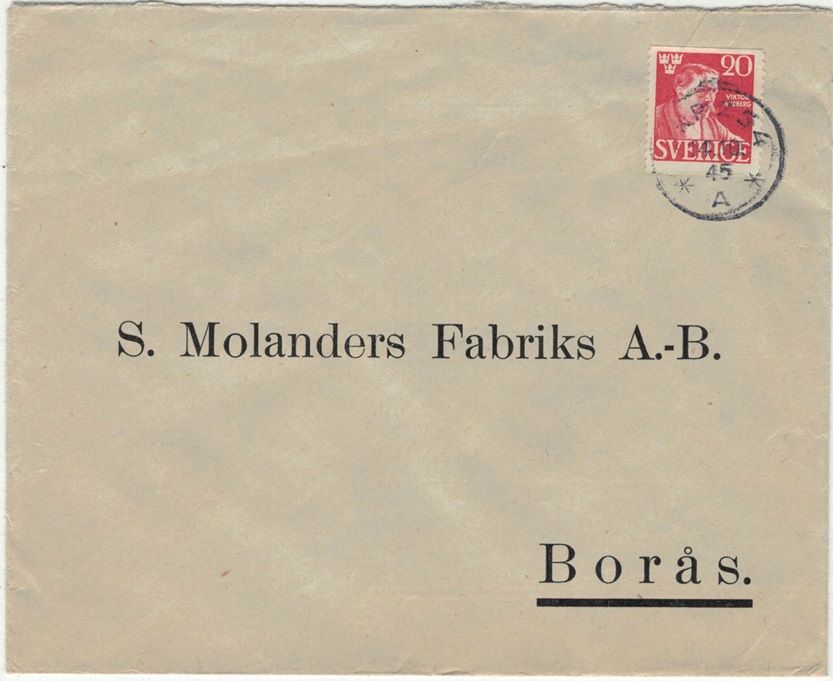 20
VIKTOR
RYDBERG
SVERIGE
45
A
S. Molanders Fabriks A.-B.
Borås.